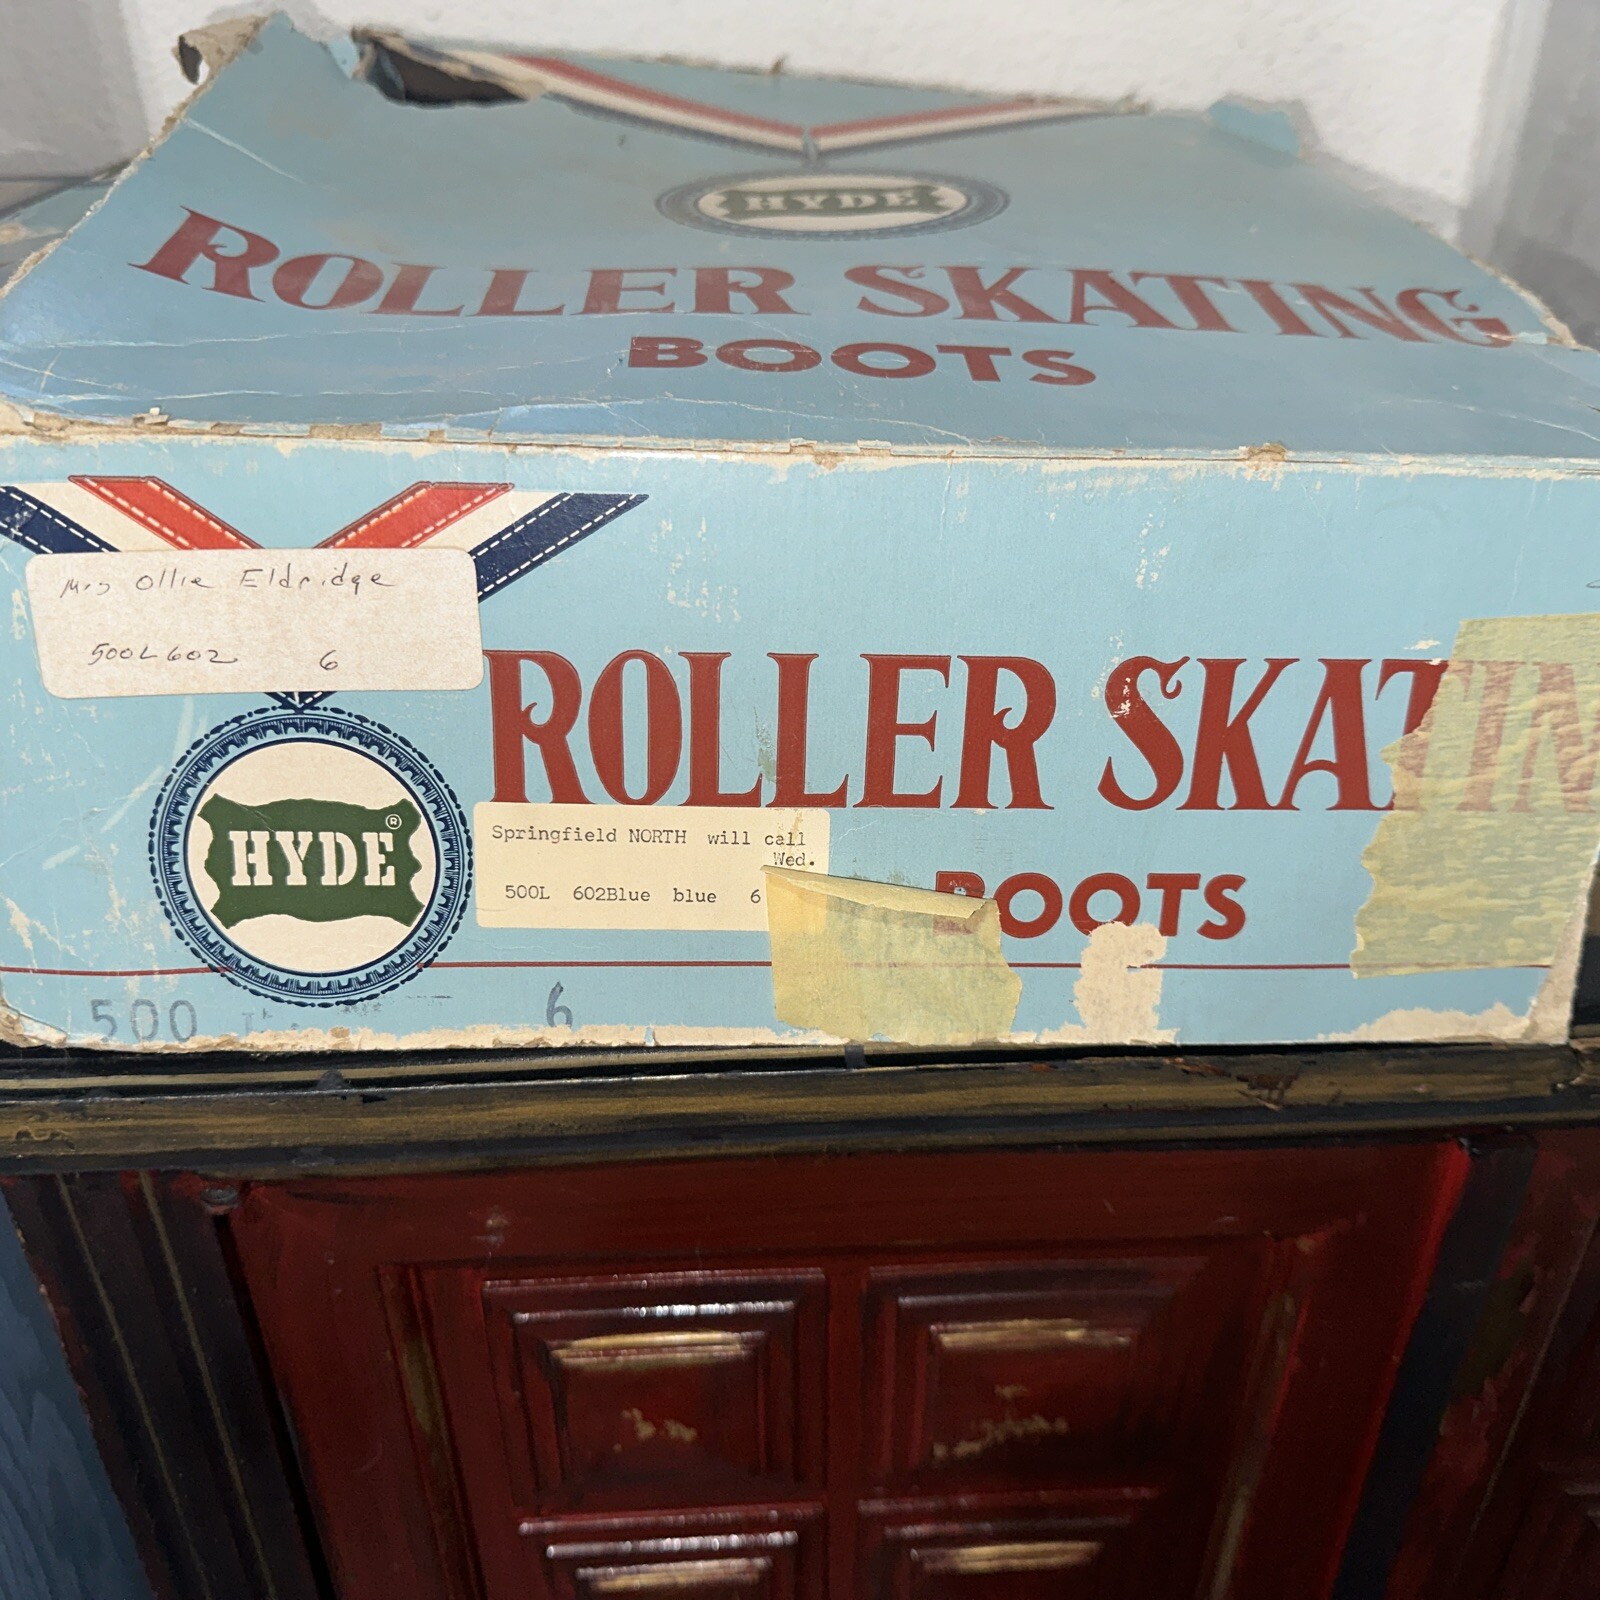 HYDE
ROLLER SKATING
BOOTS
Mrs Ollie Eldridge
500L602 6
ROLLER SKATIN
HYDE®
Springfield NORTH will call
Wed.
500L 602Blue blue 6
BOOTS
500
6